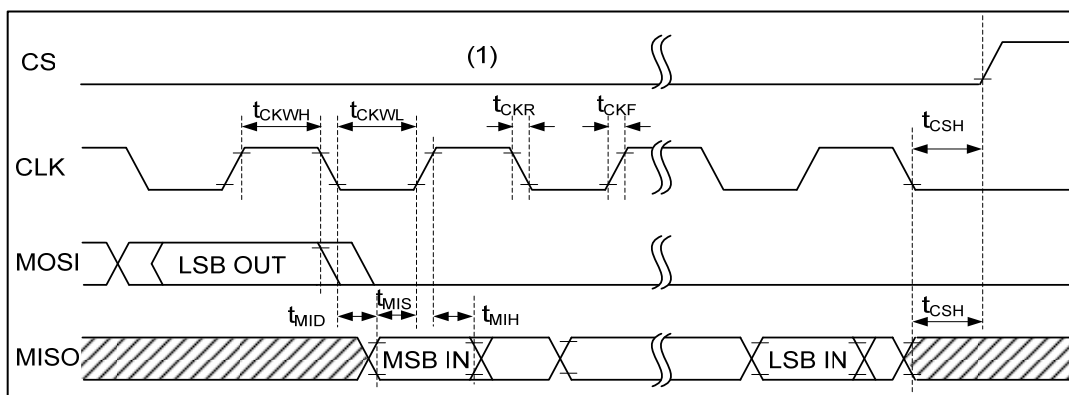 CS
(1)
tCKWH
tCKWL
tCKR
tCKF
tCSH
CLK
MOSI
LSB OUT
tMID
tMIS
tMIH
tCSH
MISO
MSB IN
LSB IN